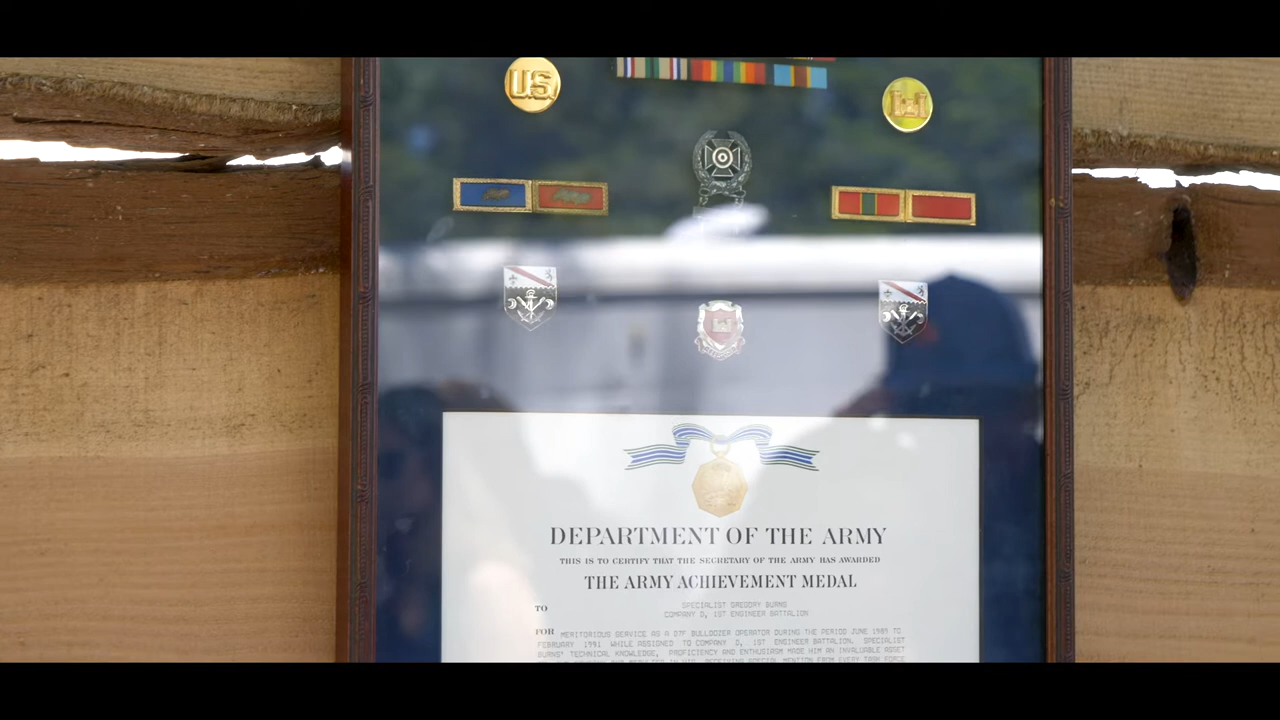 U.S.
DEPARTMENT OF THE ARMY
THIS IS TO CERTIFY THAT THE SECRETARY OF THE ARMY HAS AWARDED
THE ARMY ACHIEVEMENT MEDAL
TO SPECIALIST GREGORY BURNS
COMPANY D, 1ST ENGINEER BATTALION
FOR MERITORIOUS SERVICE AS A D7F BULLDOZER OPERATOR DURING THE PERIOD JUNE 1989 TO
FEBRUARY 1991 WHILE ASSIGNED TO COMPANY D, 1ST ENGINEER BATTALION. SPECIALIST
BURNS' TECHNICAL KNOWLEDGE, PROFICIENCY AND ENTHUSIASM MADE HIM AN INVALUABLE ASSET